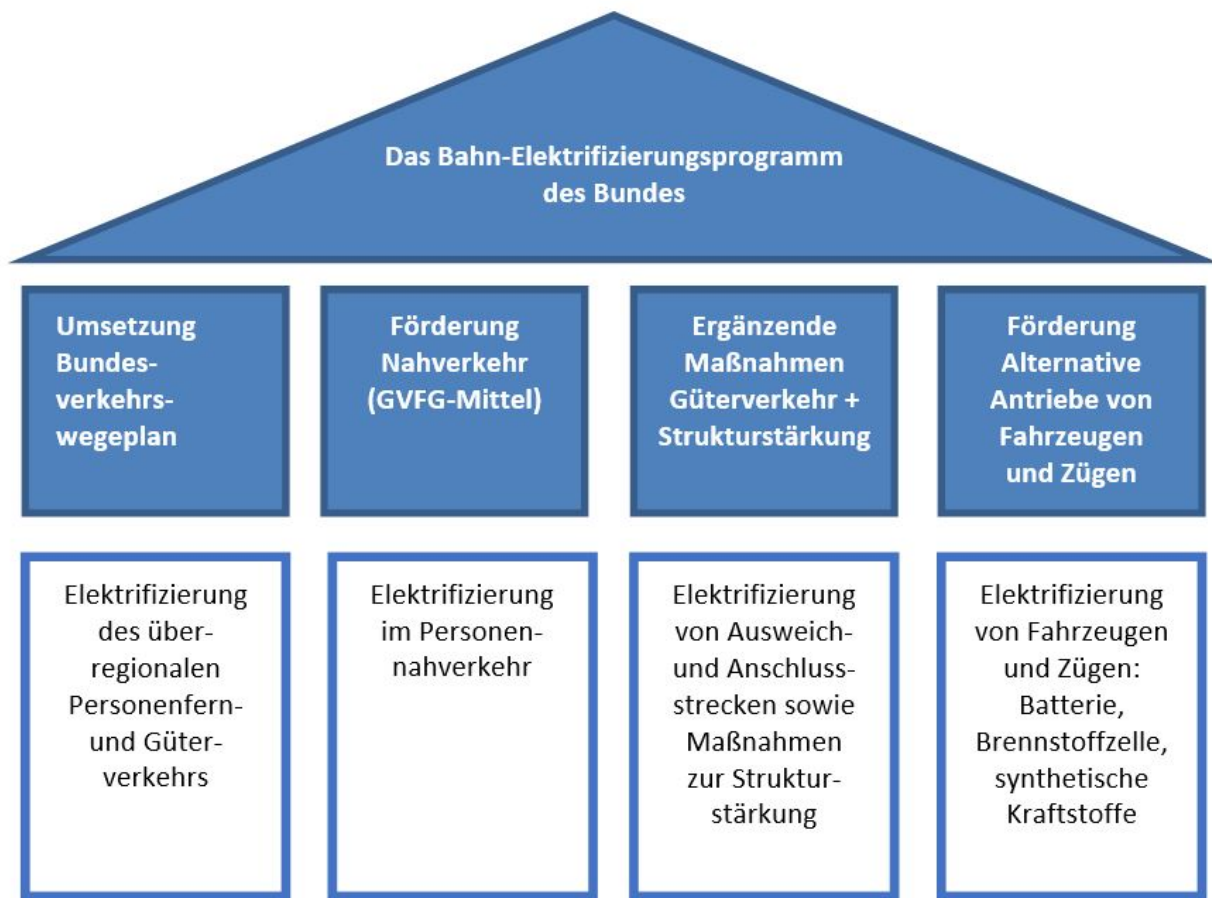 Das Bahn-Elektrifizierungsprogramm
des Bundes
Umsetzung
Bundes-
verkehrs-
wegeplan
Förderung
Nahverkehr
(GVFG-Mittel)
Ergänzende
Maßnahmen
Güterverkehr +
Strukturstärkung
Förderung
Alternative
Antriebe von
Fahrzeugen
und Zügen
Elektrifizierung
des über-
regionalen
Personenfern-
und Güter-
verkehrs
Elektrifizierung
im Personen-
nahverkehr
Elektrifizierung
von Ausweich-
und Anschluss-
strecken sowie
Maßnahmen
zur Struktur-
stärkung
Elektrifizierung
von Fahrzeugen
und Zügen:
Batterie,
Brennstoffzelle,
synthetische
Kraftstoffe